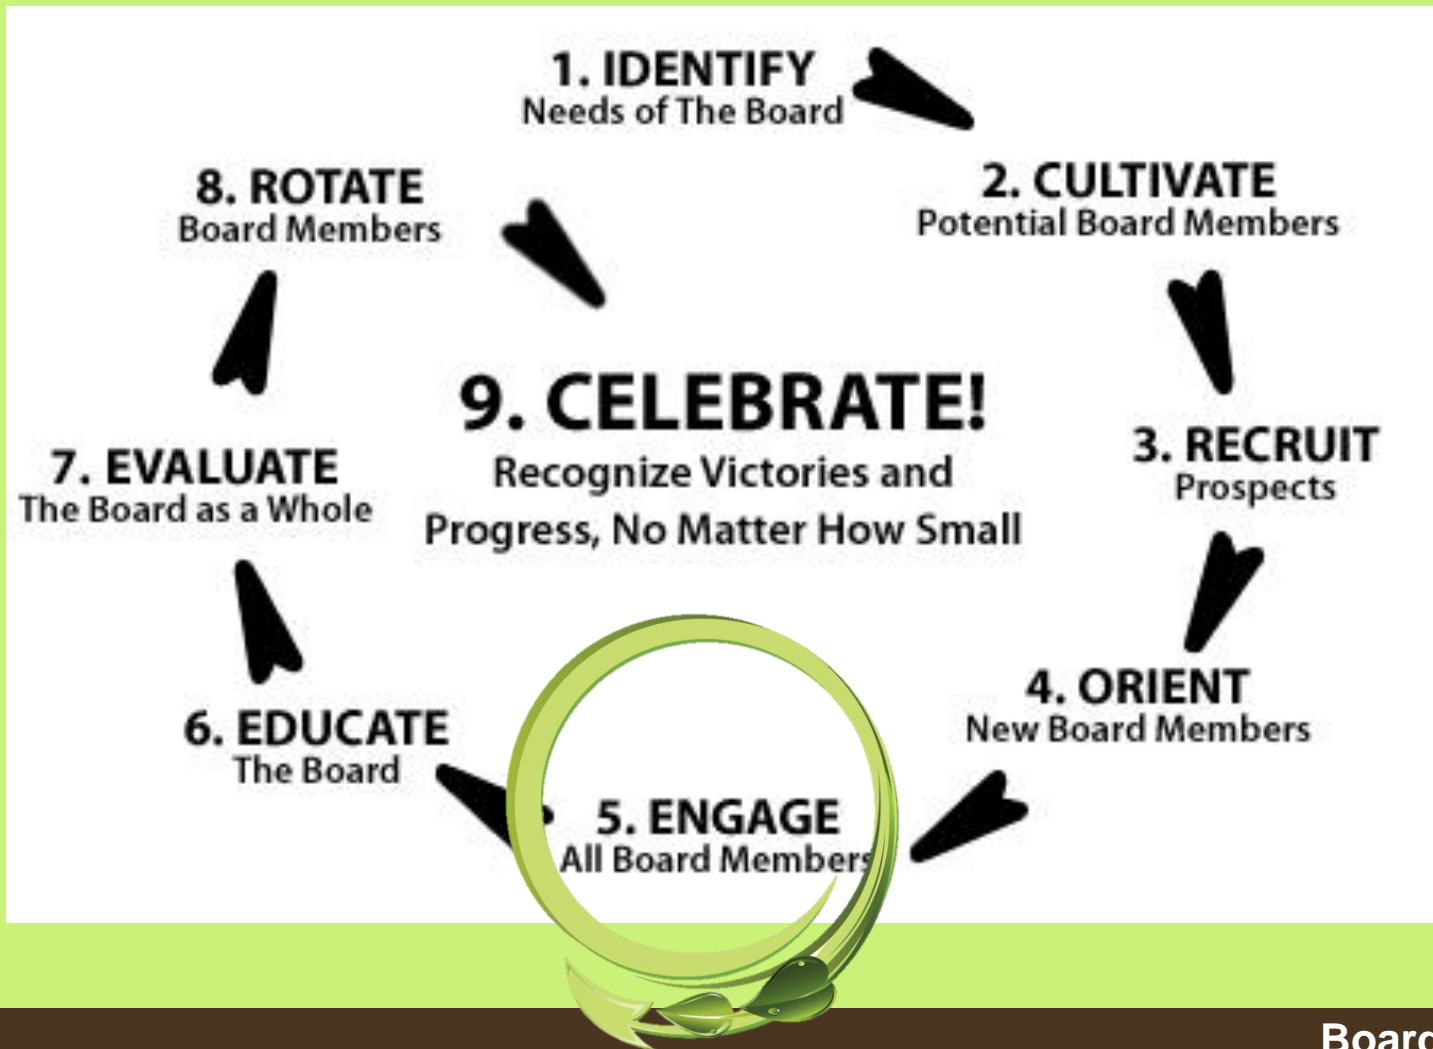 1. IDENTIFY
Needs of The Board
2. CULTIVATE
Potential Board Members
3. RECRUIT
Prospects
4. ORIENT
New Board Members
5. ENGAGE
All Board Members
6. EDUCATE
The Board
7. EVALUATE
The Board as a Whole
8. ROTATE
Board Members
9. CELEBRATE!
Recognize Victories and
Progress, No Matter How Small
Board